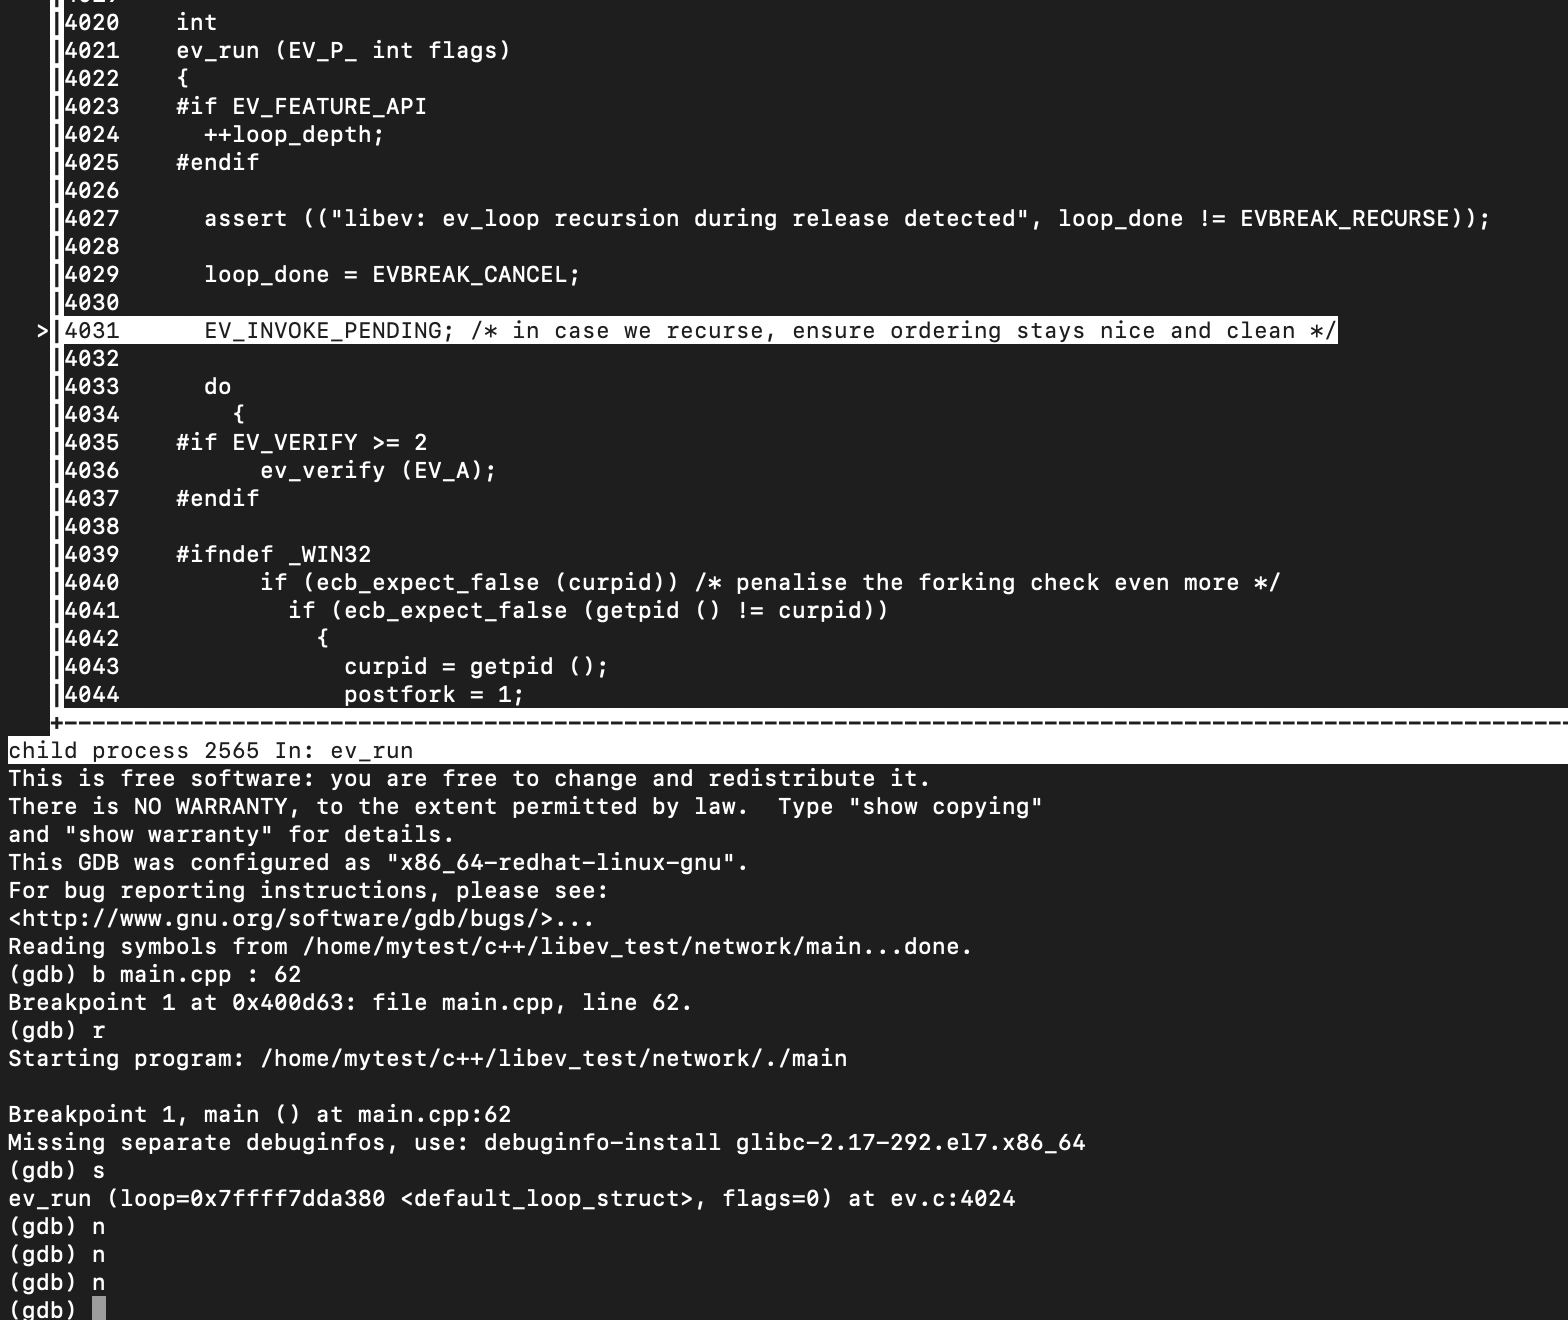 4020    int
4021    ev_run (EV_P_ int flags)
4022    {
4023    #if EV_FEATURE_API
4024      ++loop_depth;
4025    #endif
4026
4027      assert (("libev: ev_loop recursion during release detected", loop_done != EVBREAK_RECURSE));
4028
4029      loop_done = EVBREAK_CANCEL;
4030
>4031      EV_INVOKE_PENDING; /* in case we recurse, ensure ordering stays nice and clean */
4032
4033      do
4034        {
4035    #if EV_VERIFY >= 2
4036          ev_verify (EV_A);
4037    #endif
4038
4039    #ifndef _WIN32
4040          if (ecb_expect_false (curpid)) /* penalise the forking check even more */
4041            if (ecb_expect_false (getpid () != curpid))
4042              {
4043                curpid = getpid ();
4044                postfork = 1;
child process 2565 In: ev_run
This is free software: you are free to change and redistribute it.
There is NO WARRANTY, to the extent permitted by law.  Type "show copying"
and "show warranty" for details.
This GDB was configured as "x86_64-redhat-linux-gnu".
For bug reporting instructions, please see:
<http://www.gnu.org/software/gdb/bugs/>...
Reading symbols from /home/mytest/c++/libev_test/network/main...done.
(gdb) b main.cpp : 62
Breakpoint 1 at 0x400d63: file main.cpp, line 62.
(gdb) r
Starting program: /home/mytest/c++/libev_test/network/./main

Breakpoint 1, main () at main.cpp:62
Missing separate debuginfos, use: debuginfo-install glibc-2.17-292.el7.x86_64
(gdb) s
ev_run (loop=0x7ffff7dda380 <default_loop_struct>, flags=0) at ev.c:4024
(gdb) n
(gdb) n
(gdb) n
(gdb)